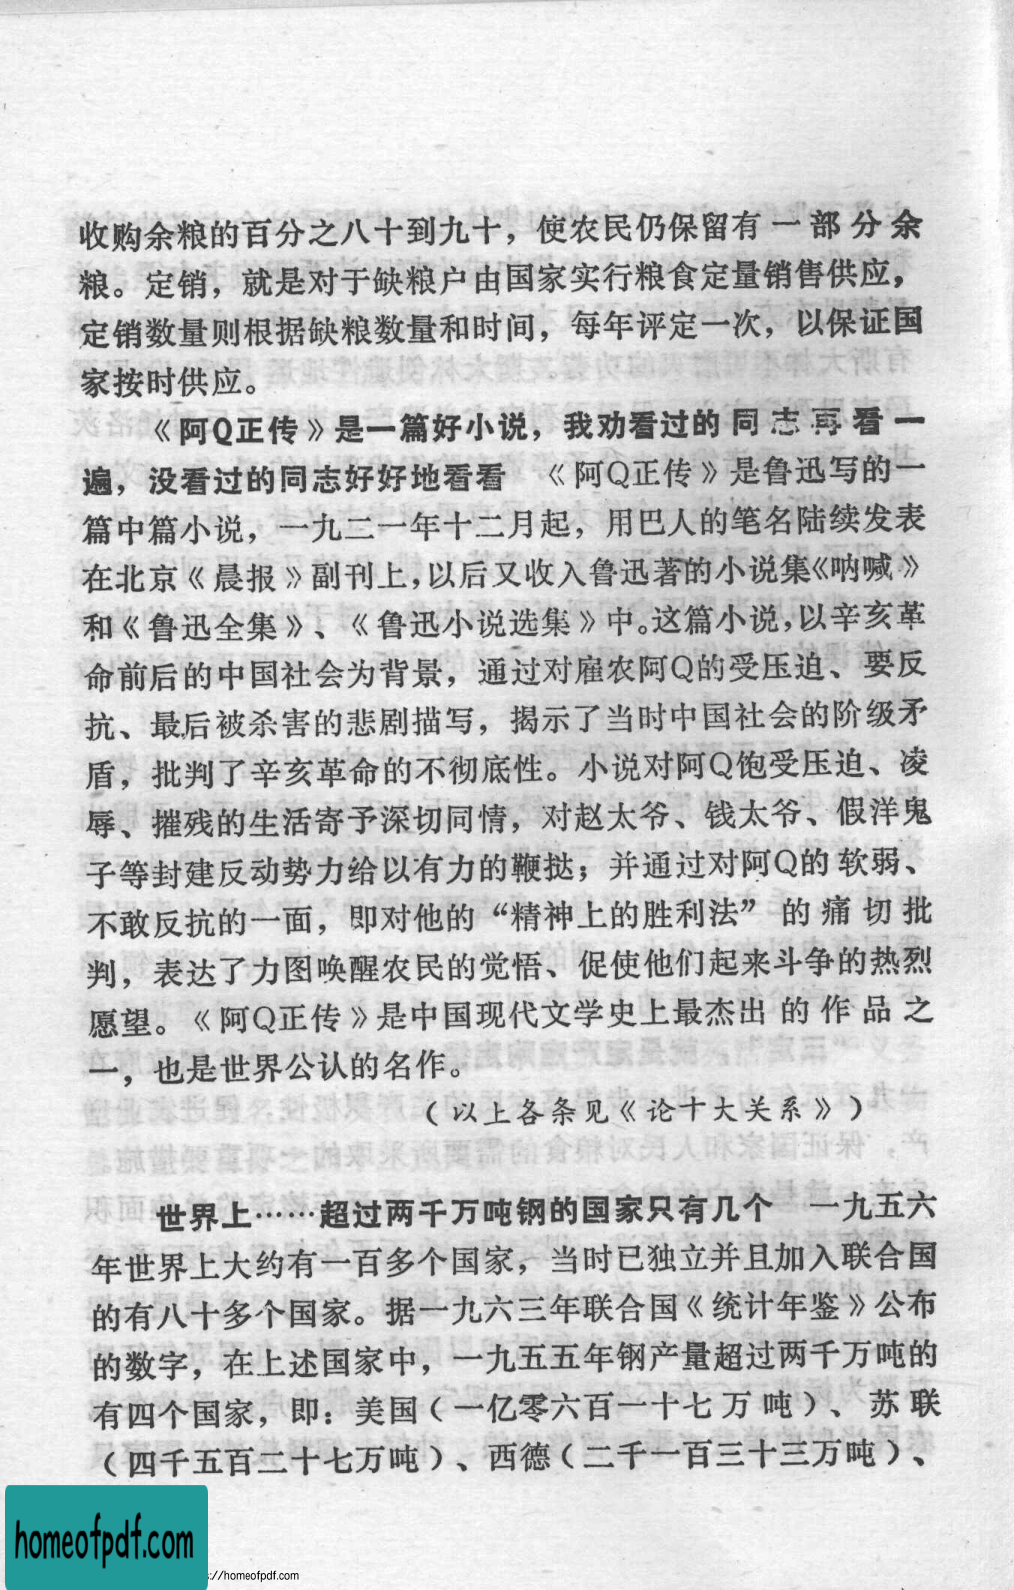 收购余粮的百分之八十到九十，使农民仍保留有一部分余
粮。定销，就是对于缺粮户由国家实行粮食定量销售供应，
定销数量则根据缺粮数量和时间，每年评定一次，以保证国
家按时供应。
《阿Q正传》是一篇好小说，我劝看过的同志再看一
遍，没看过的同志好好地看看　《阿Q正传》是鲁迅写的一
篇中篇小说，一九二一年十二月起，用巴人的笔名陆续发表
在北京《晨报》副刊上，以后又收入鲁迅著的小说集《呐喊》
和《鲁迅全集》、《鲁迅小说选集》中。这篇小说，以辛亥革
命前后的中国社会为背景，通过对雇农阿Q的受压迫、要反
抗、最后被杀害的悲剧描写，揭示了当时中国社会的阶级矛
盾，批判了辛亥革命的不彻底性。小说对阿Q饱受压迫、凌
辱、摧残的生活寄予深切同情，对赵太爷、钱太爷、假洋鬼
子等封建反动势力给以有力的鞭挞；并通过对阿Q的软弱、
不敢反抗的一面，即对他的“精神上的胜利法”的痛切批
判，表达了力图唤醒农民的觉悟、促使他们起来斗争的热烈
愿望。《阿Q正传》是中国现代文学史上最杰出的作品之
一，也是世界公认的名作。
（以上各条见《论十大关系》）
世界上……超过两千万吨钢的国家只有几个　一九五六
年世界上大约有一百多个国家，当时已独立并且加入联合国
的有八十多个国家。据一九六三年联合国《统计年鉴》公布
的数字，在上述国家中，一九五五年钢产量超过两千万吨的
有四个国家，即：美国（一亿零六百一十七万吨）、苏联
（四千五百二十七万吨）、西德（二千一百三十三万吨）、
homeofpdf.com
://homeofpdf.com